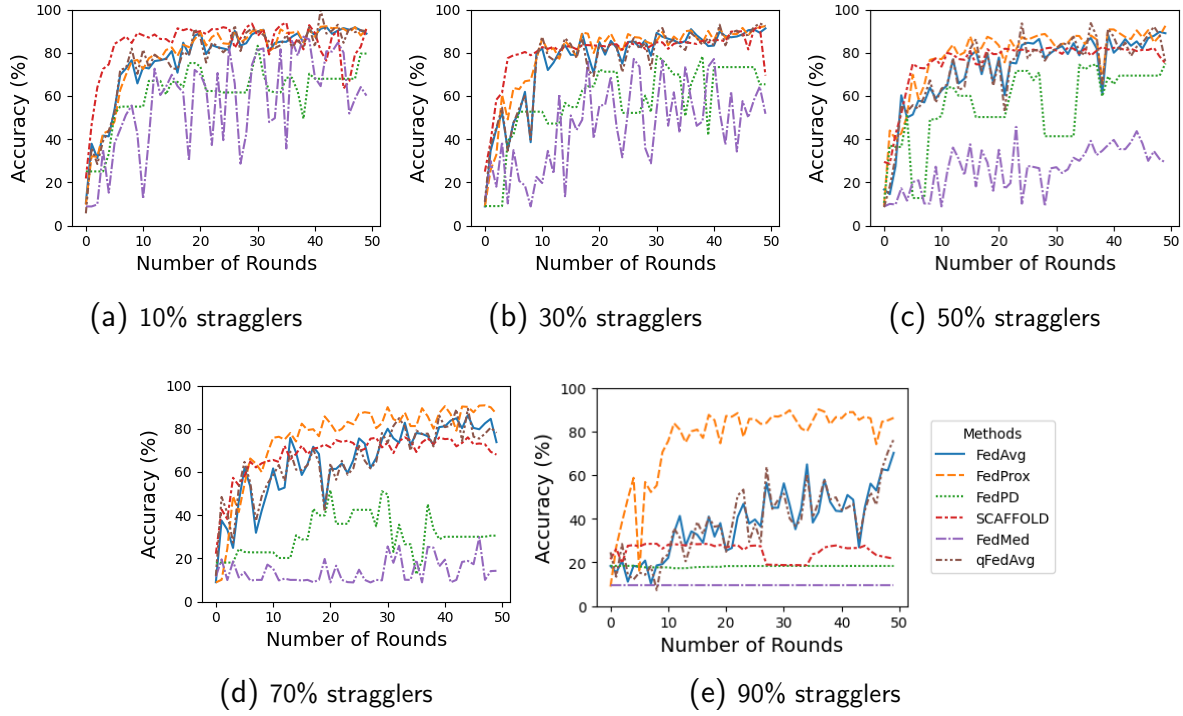 100
80
60
40
20
0
Accuracy (%)
0 10 20 30 40 50
Number of Rounds
(a) 10% stragglers
100
80
60
40
20
0
Accuracy (%)
0 10 20 30 40 50
Number of Rounds
(b) 30% stragglers
100
80
60
40
20
0
Accuracy (%)
0 10 20 30 40 50
Number of Rounds
(c) 50% stragglers
100
80
60
40
20
0
Accuracy (%)
0 10 20 30 40 50
Number of Rounds
(d) 70% stragglers
100
80
60
40
20
0
Accuracy (%)
0 10 20 30 40 50
Number of Rounds
(e) 90% stragglers
Methods
FedAvg
FedProx
FedPD
SCAFFOLD
FedMed
qFedAvg